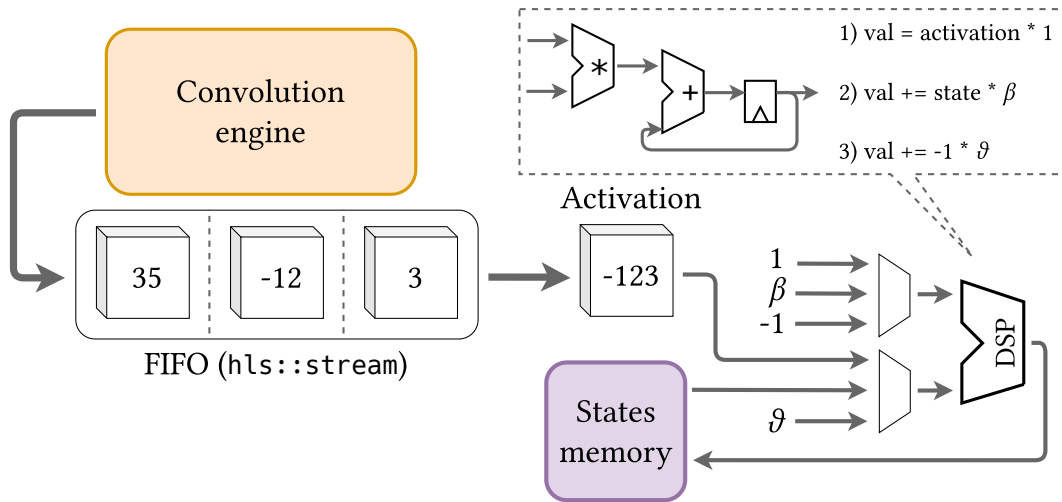 Convolution
engine
*
+
1) val = activation * 1
2) val += state * β
3) val += -1 * ϑ
Activation
35
-12
3
-123
FIFO (hls::stream)
1
β
-1
ϑ
DSP
States
memory